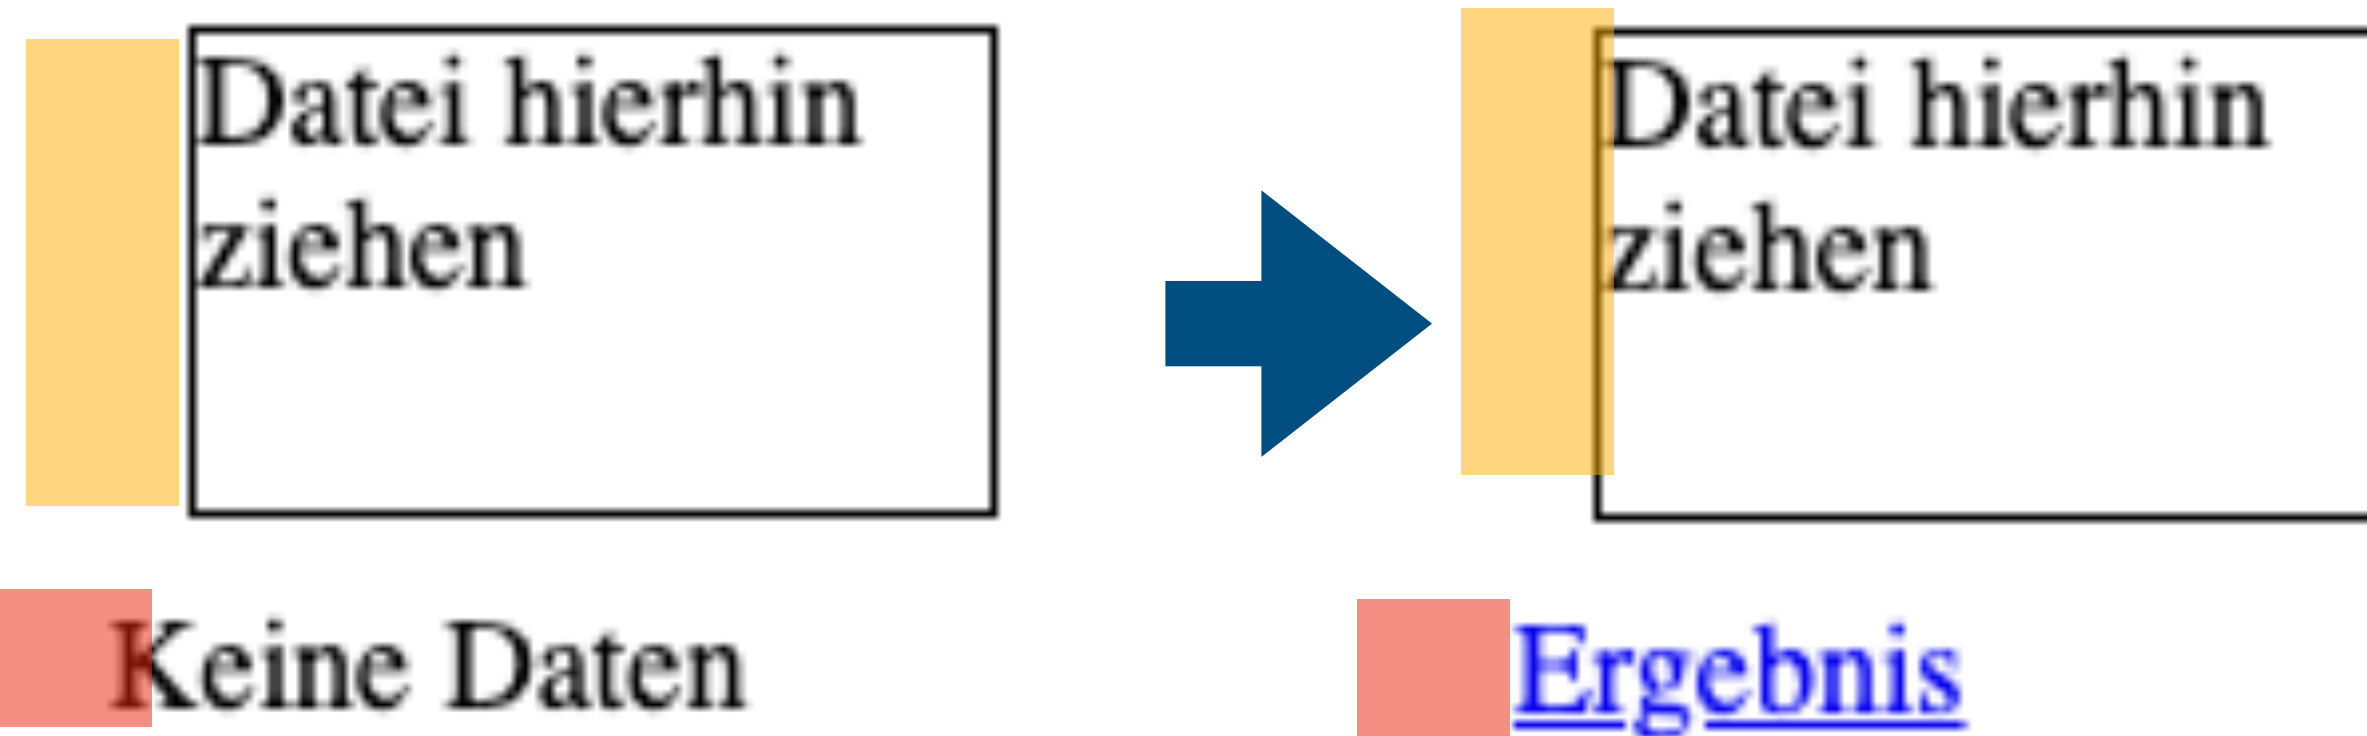 Datei hierhin
ziehen
Keine Daten
Datei hierhin
ziehen
Ergebnis